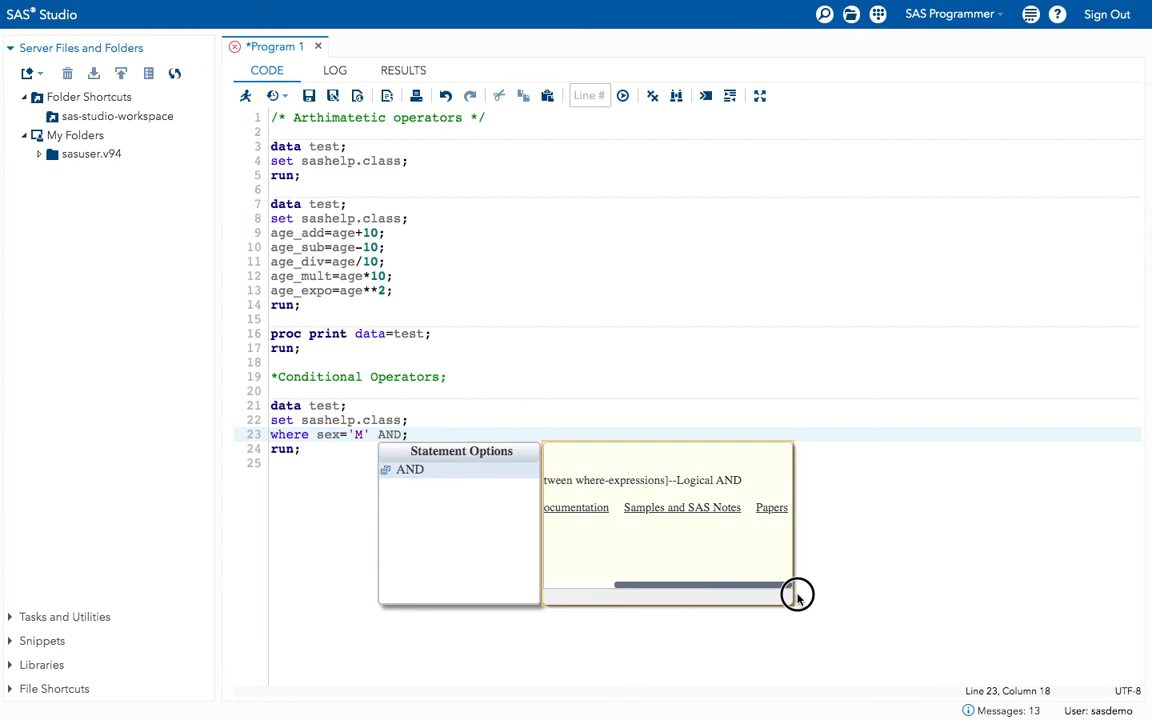 SAS® Studio
SAS Programmer
Sign Out
Server Files and Folders
Folder Shortcuts
sas-studio-workspace
My Folders
sasuser.v94
Tasks and Utilities
Snippets
Libraries
File Shortcuts
*Program 1
CODE LOG RESULTS
Line #
1 /* Arthimatetic operators */
2
3 data test;
4 set sashelp.class;
5 run;
6
7 data test;
8 set sashelp.class;
9 age_add=age+10;
10 age_sub=age-10;
11 age_div=age/10;
12 age_mult=age*10;
13 age_expo=age**2;
14 run;
15
16 proc print data=test;
17 run;
18
19 *Conditional Operators;
20
21 data test;
22 set sashelp.class;
23 where sex='M' AND;
24 run;
25
Statement Options
AND
tween where-expressions]--Logical AND
ocumentation Samples and SAS Notes Papers
Line 23, Column 18
UTF-8
Messages: 13
User: sasdemo